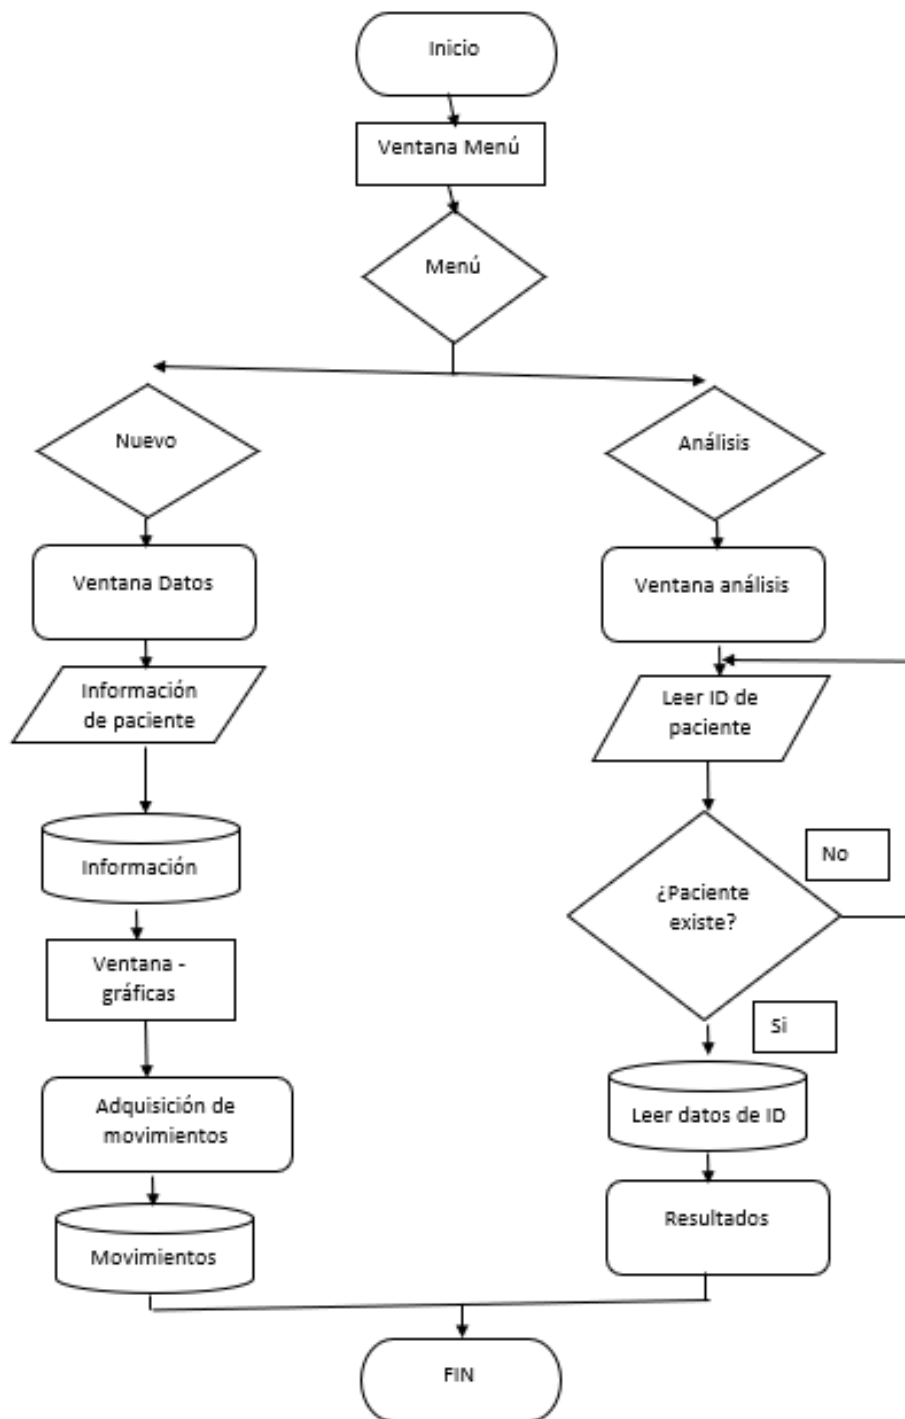 Inicio
Ventana Menú
Menú
Nuevo
Ventana Datos
Información
de paciente
Información
Ventana -
gráficas
Adquisición de
movimientos
Movimientos
Análisis
Ventana análisis
Leer ID de
paciente
¿Paciente
existe?
No
Si
Leer datos de ID
Resultados
FIN